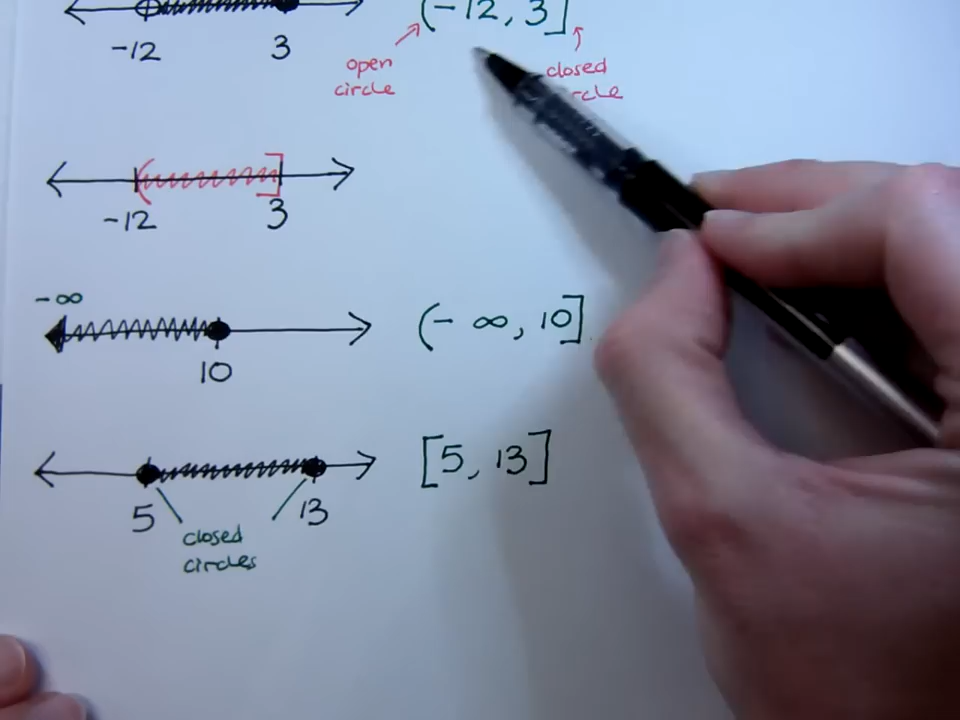 (-12, 3]
-12 3
open
circle
closed
-12 3
-∞
(- ∞, 10]
10
[5, 13]
5 13
closed
circles